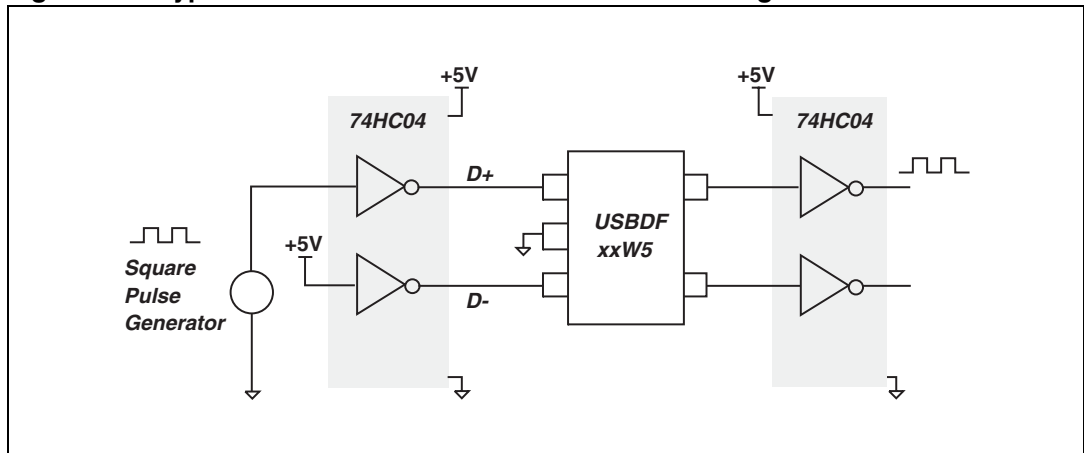 +5V
+5V
74HC04
74HC04
D+
USBDF
xxW5
+5V
Square
Pulse
Generator
D-